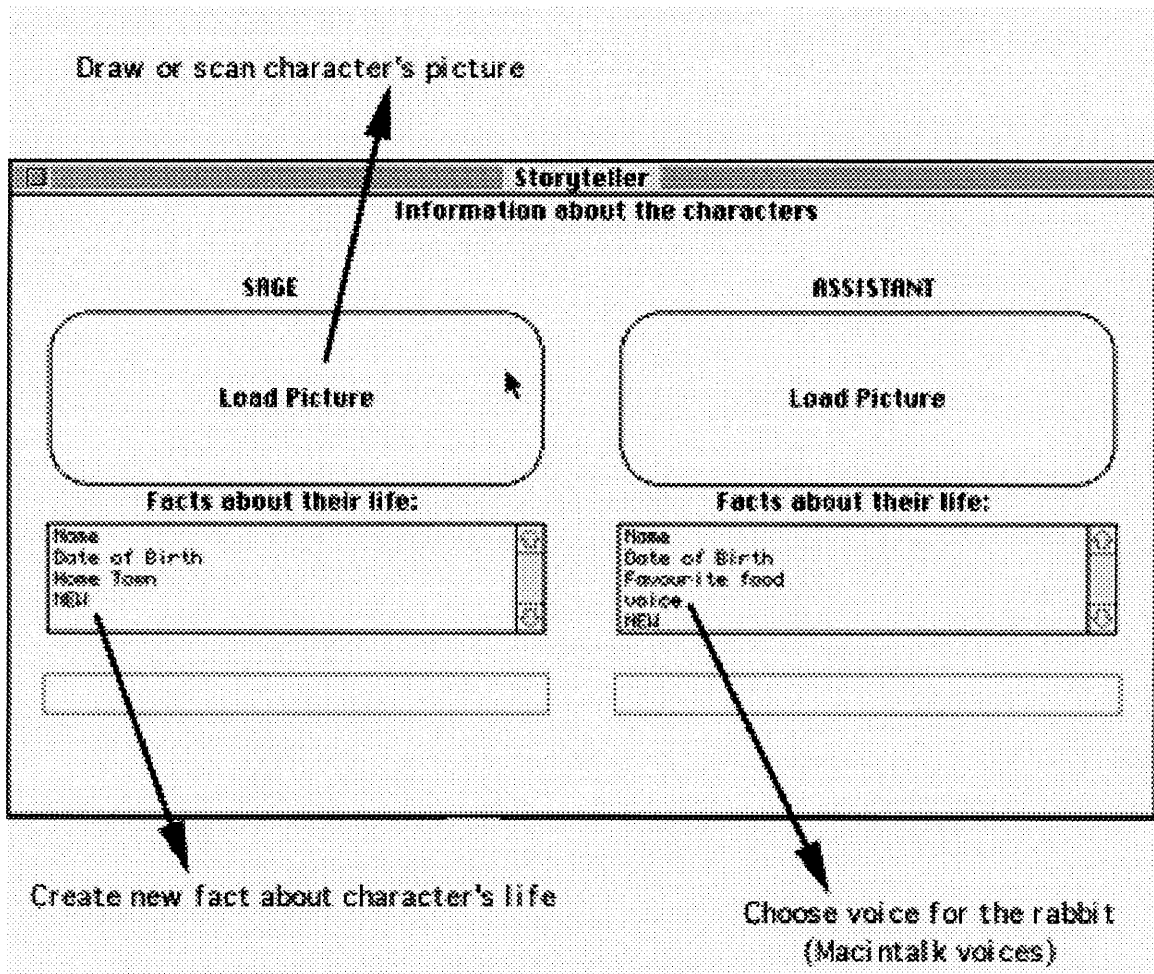 Draw or scan character's picture
Storyteller
Information about the characters
SAGE
ASSISTANT
Load Picture
Load Picture
Facts about their life:
Facts about their life:
Name
Date of Birth
Home Town
NEW
Name
Date of Birth
Favourite food
voice
NEW
Create new fact about character's life
Choose voice for the rabbit
(Macintalk voices)